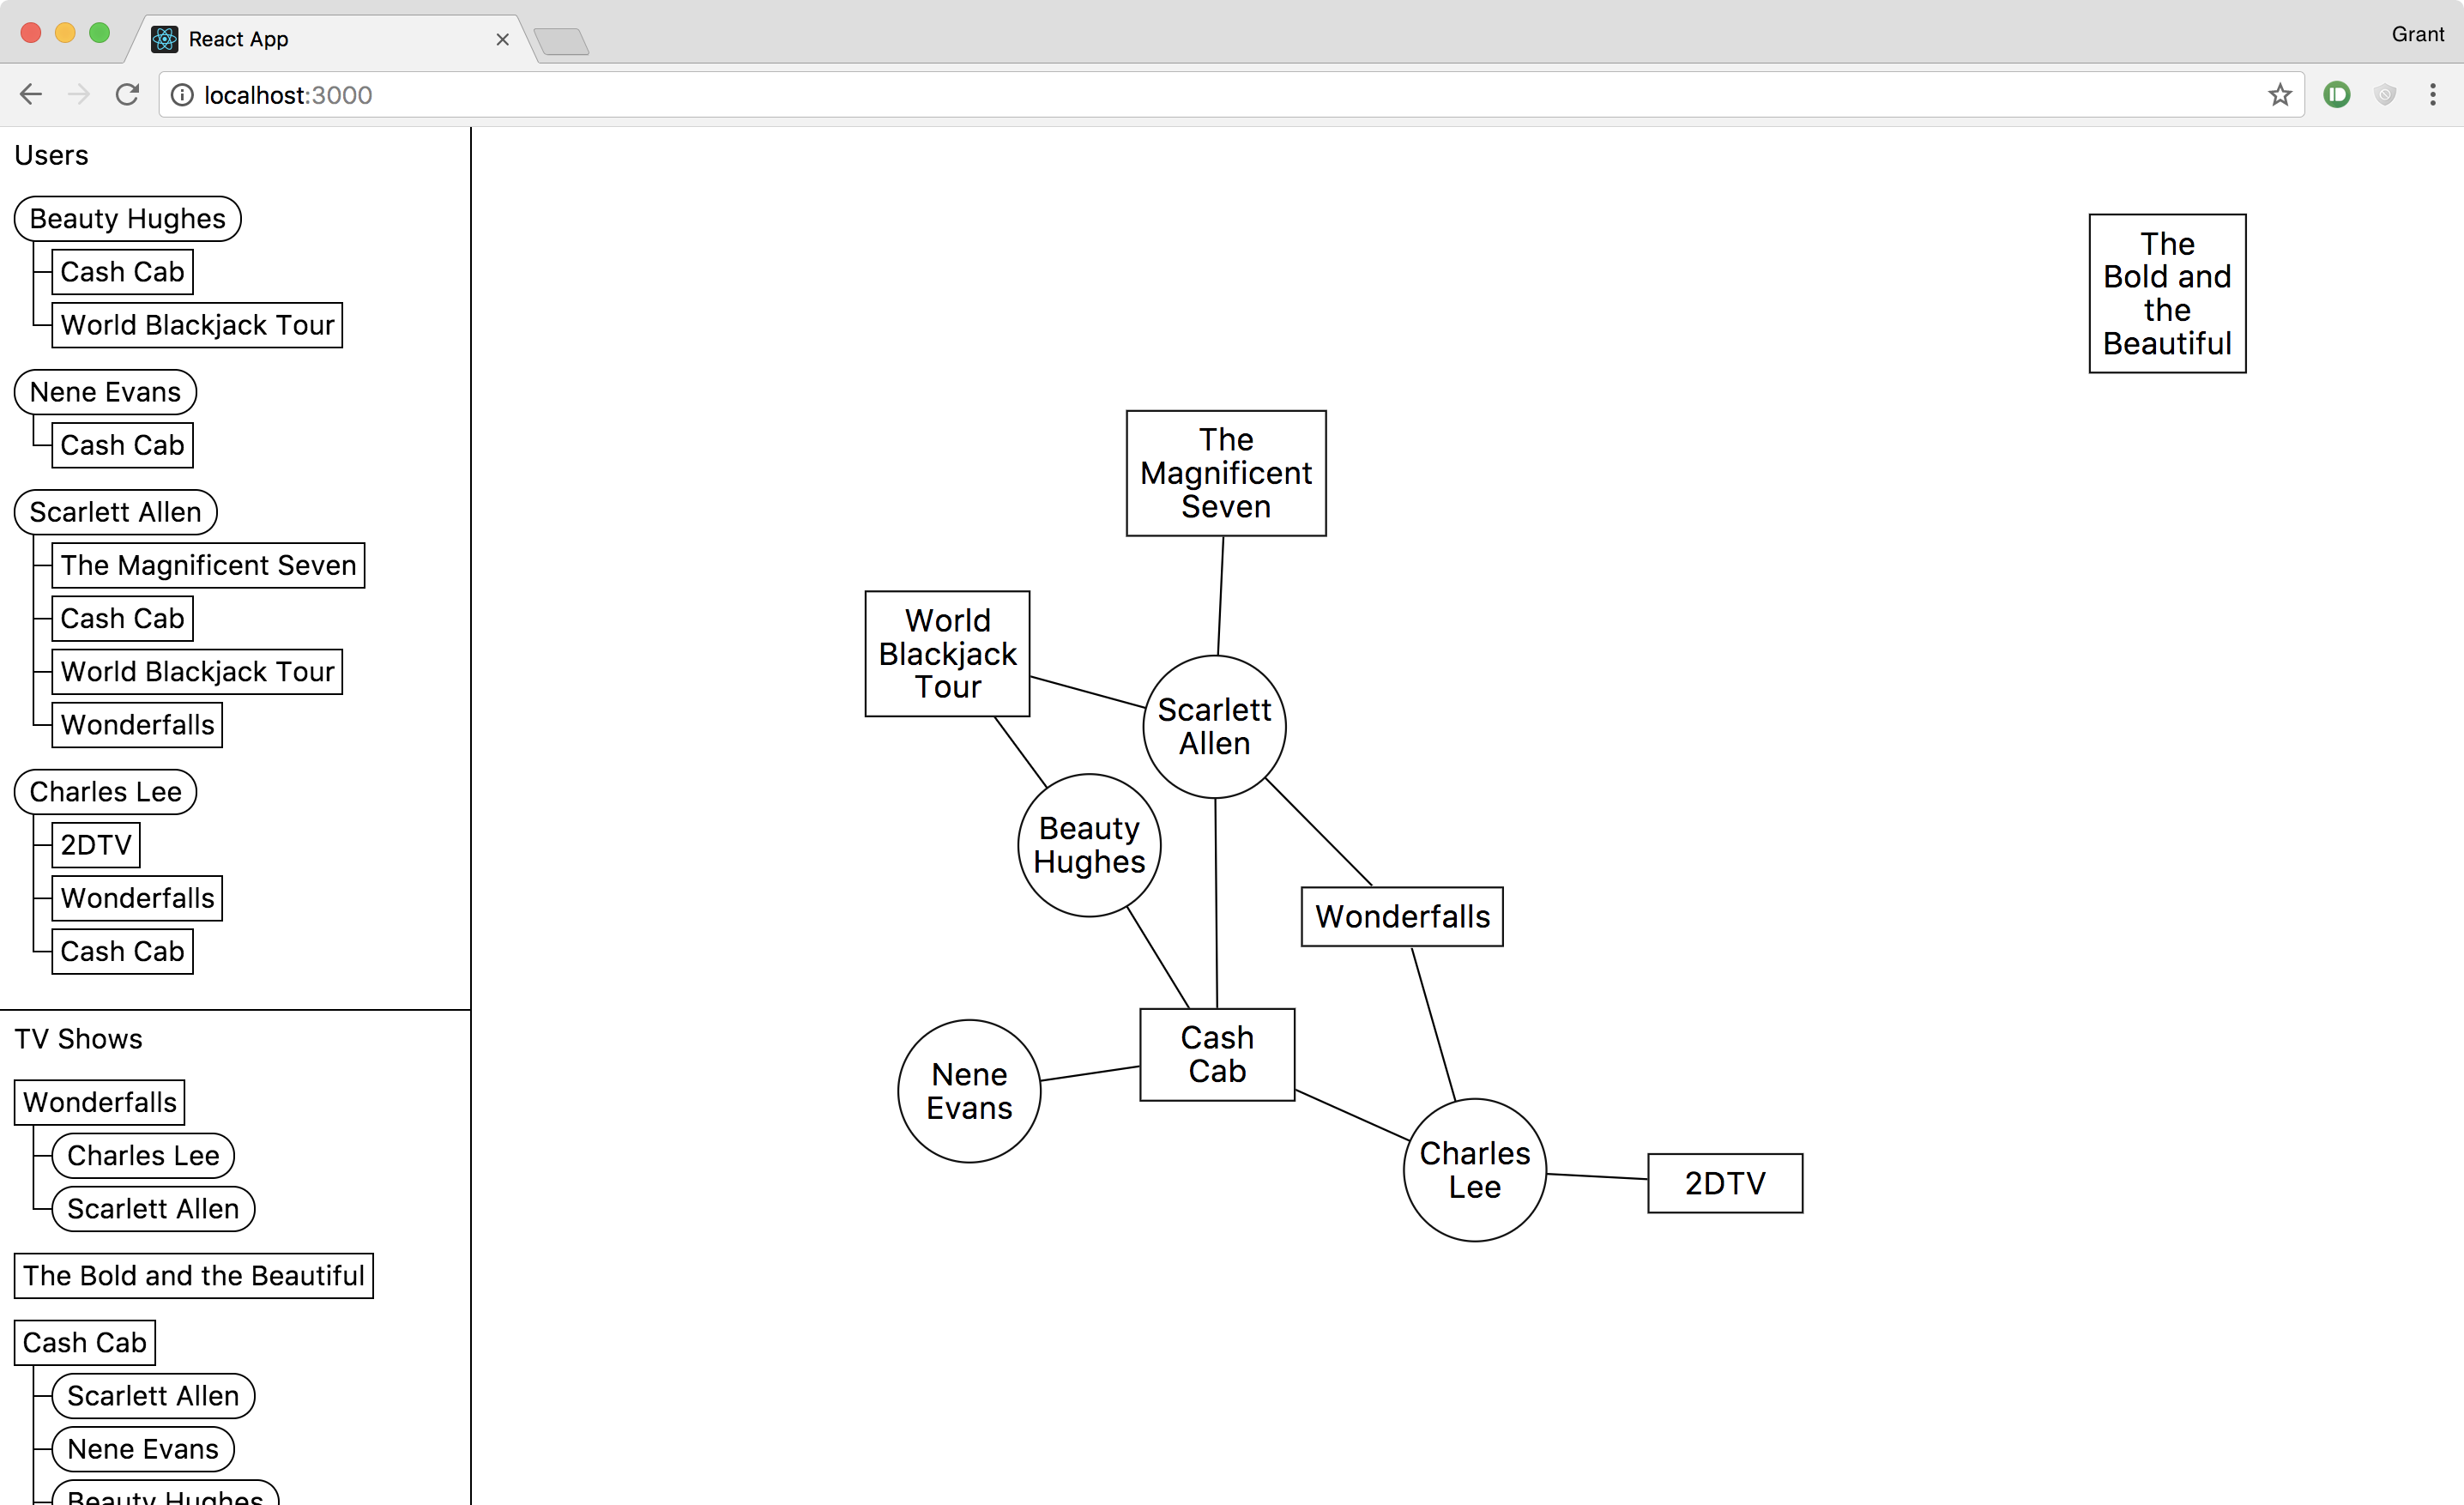 React App
Grant
localhost:3000
Users
Beauty Hughes
Cash Cab
World Blackjack Tour
Nene Evans
Cash Cab
Scarlett Allen
The Magnificent Seven
Cash Cab
World Blackjack Tour
Wonderfalls
Charles Lee
2DTV
Wonderfalls
Cash Cab
TV Shows
Wonderfalls
Charles Lee
Scarlett Allen
The Bold and the Beautiful
Cash Cab
Scarlett Allen
Nene Evans
Beauty Hughes
The
Bold and
the
Beautiful
The
Magnificent
Seven
World
Blackjack
Tour
Scarlett
Allen
Beauty
Hughes
Wonderfalls
Cash
Cab
Nene
Evans
Charles
Lee
2DTV